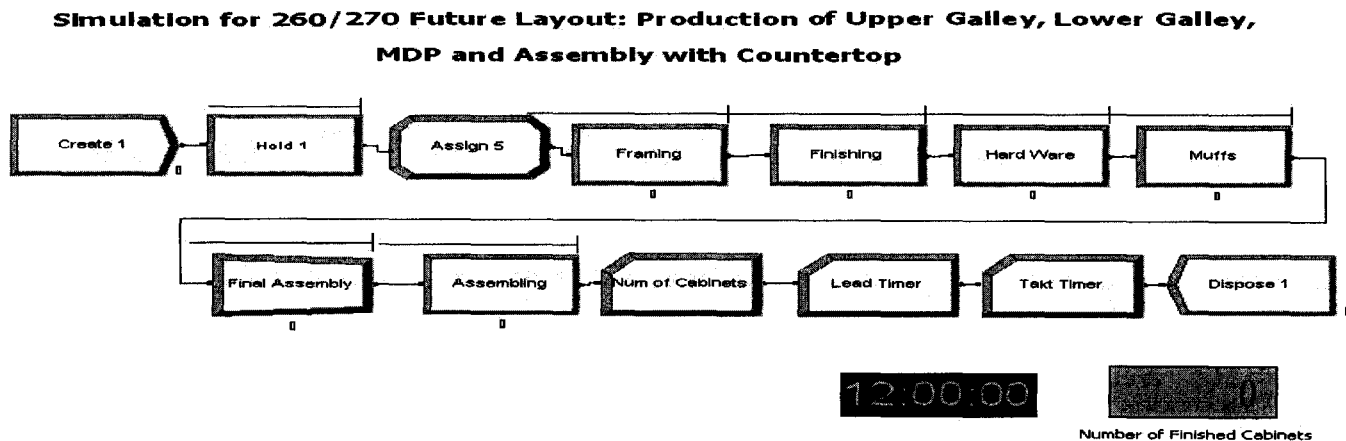 Simulation for 260/270 Future Layout: Production of Upper Galley, Lower Galley,
MDP and Assembly with Countertop
Create 1
Hold 1
Assign 5
Framing
Finishing
Hard Ware
Muffs
0
0
0
0
0
Final Assembly
Assembling
Num of Cabinets
Lead Timer
Takt Timer
Dispose 1
0
0
12:00:00
0
Number of Finished Cabinets